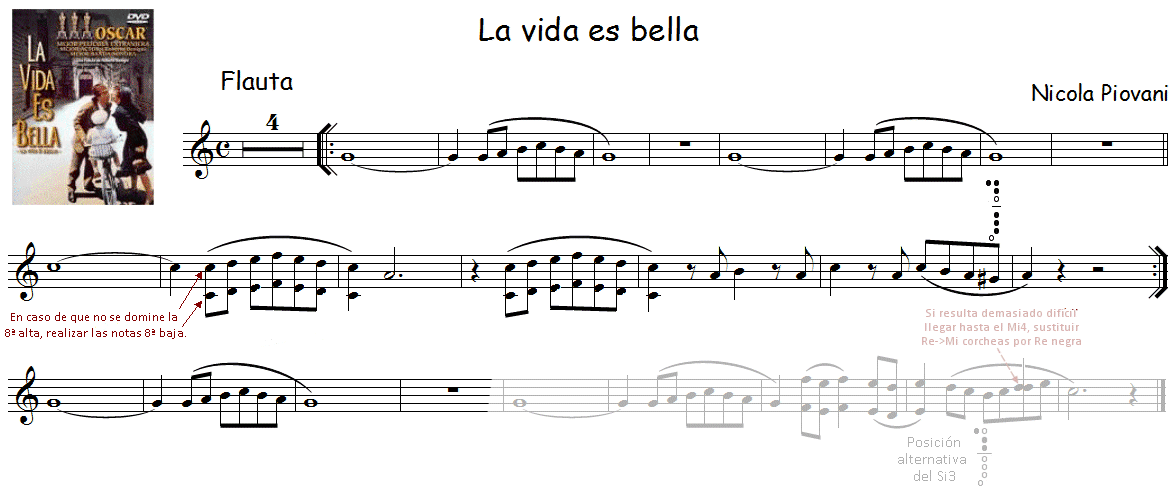 La vida es bella
DVD
OSCAR
MEJOR PELICULA EXTRANJERA
LA
VIDA
ES
BELLA
Flauta
Nicola Piovani
4
En caso de que no se domine la
8ª alta, realizar las notas 8ª baja.
Si resulta demasiado difícil
llegar hasta el Mi4, sustituir
Re->Mi corcheas por Re negra
Posición
alternativa
del Si3